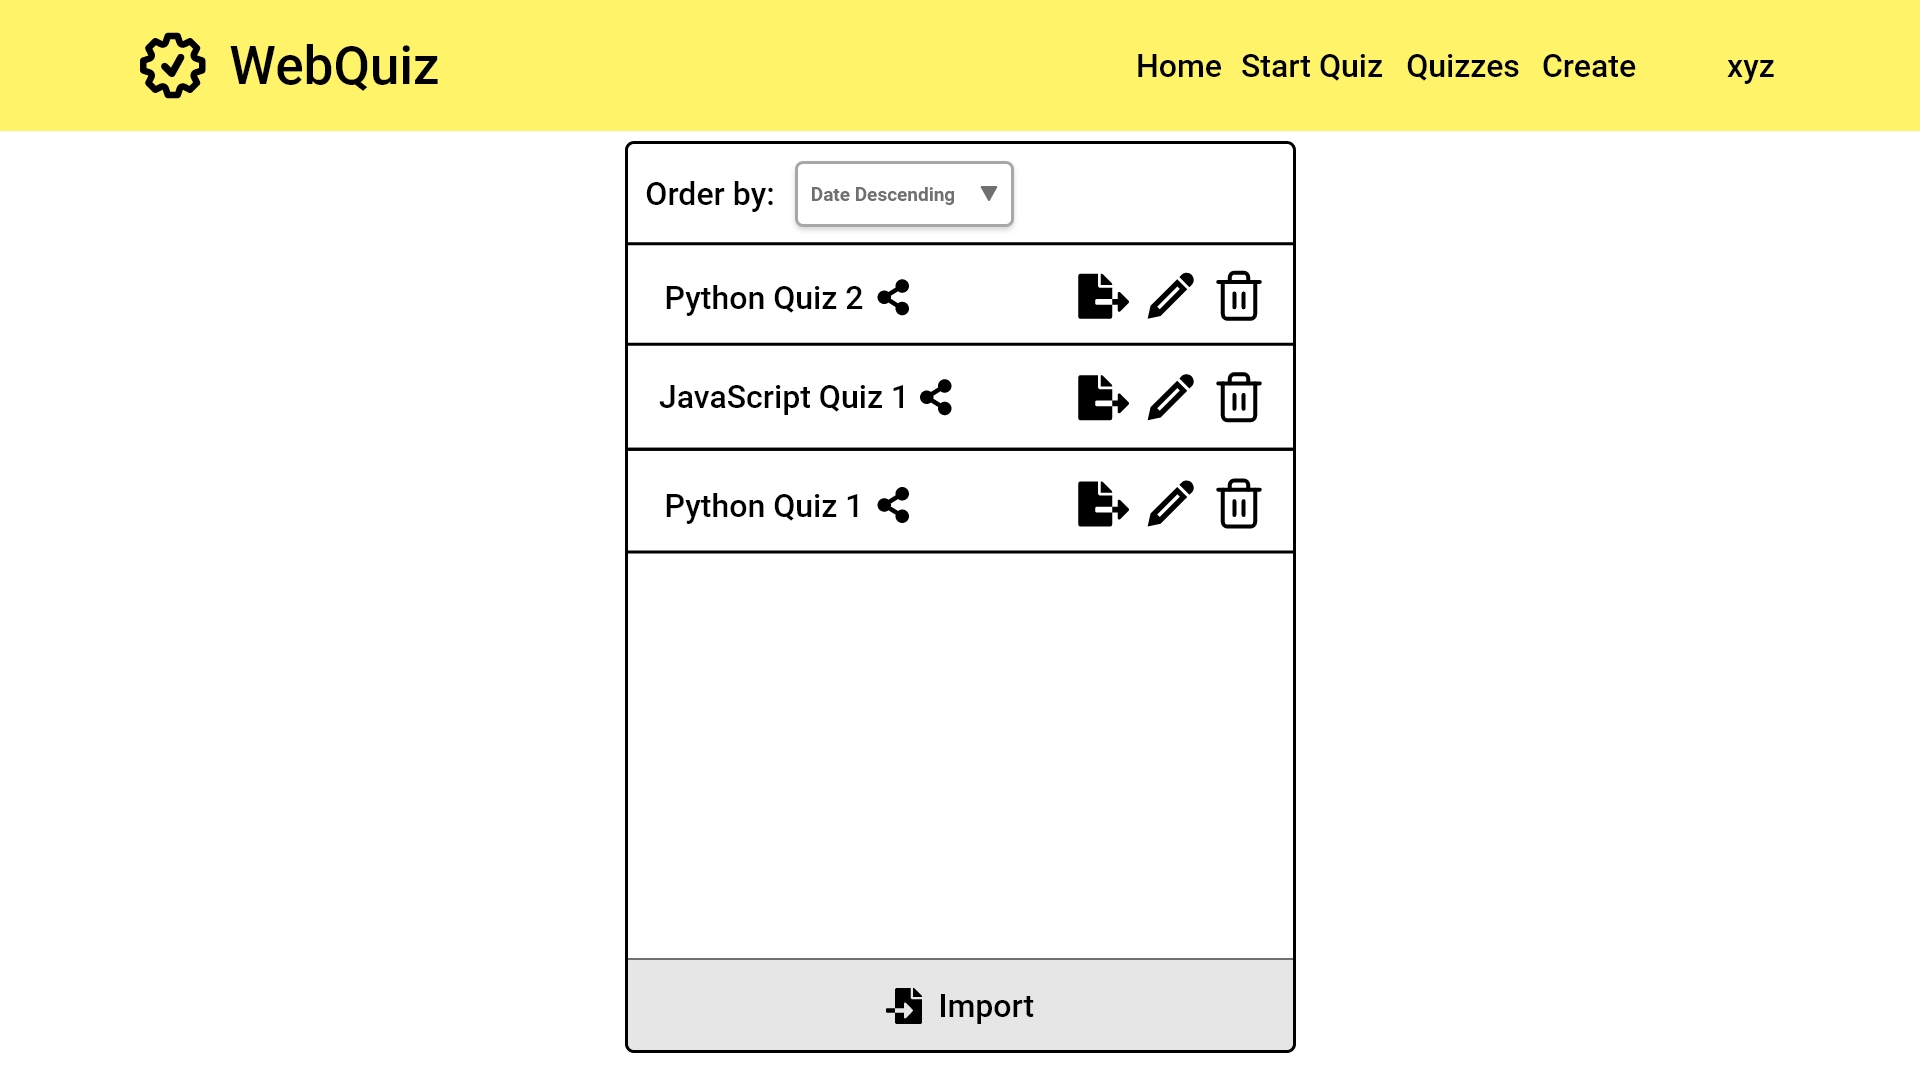 WebQuiz
Home Start Quiz Quizzes Create xyz
Order by: Date Descending
Python Quiz 2
JavaScript Quiz 1
Python Quiz 1
Import